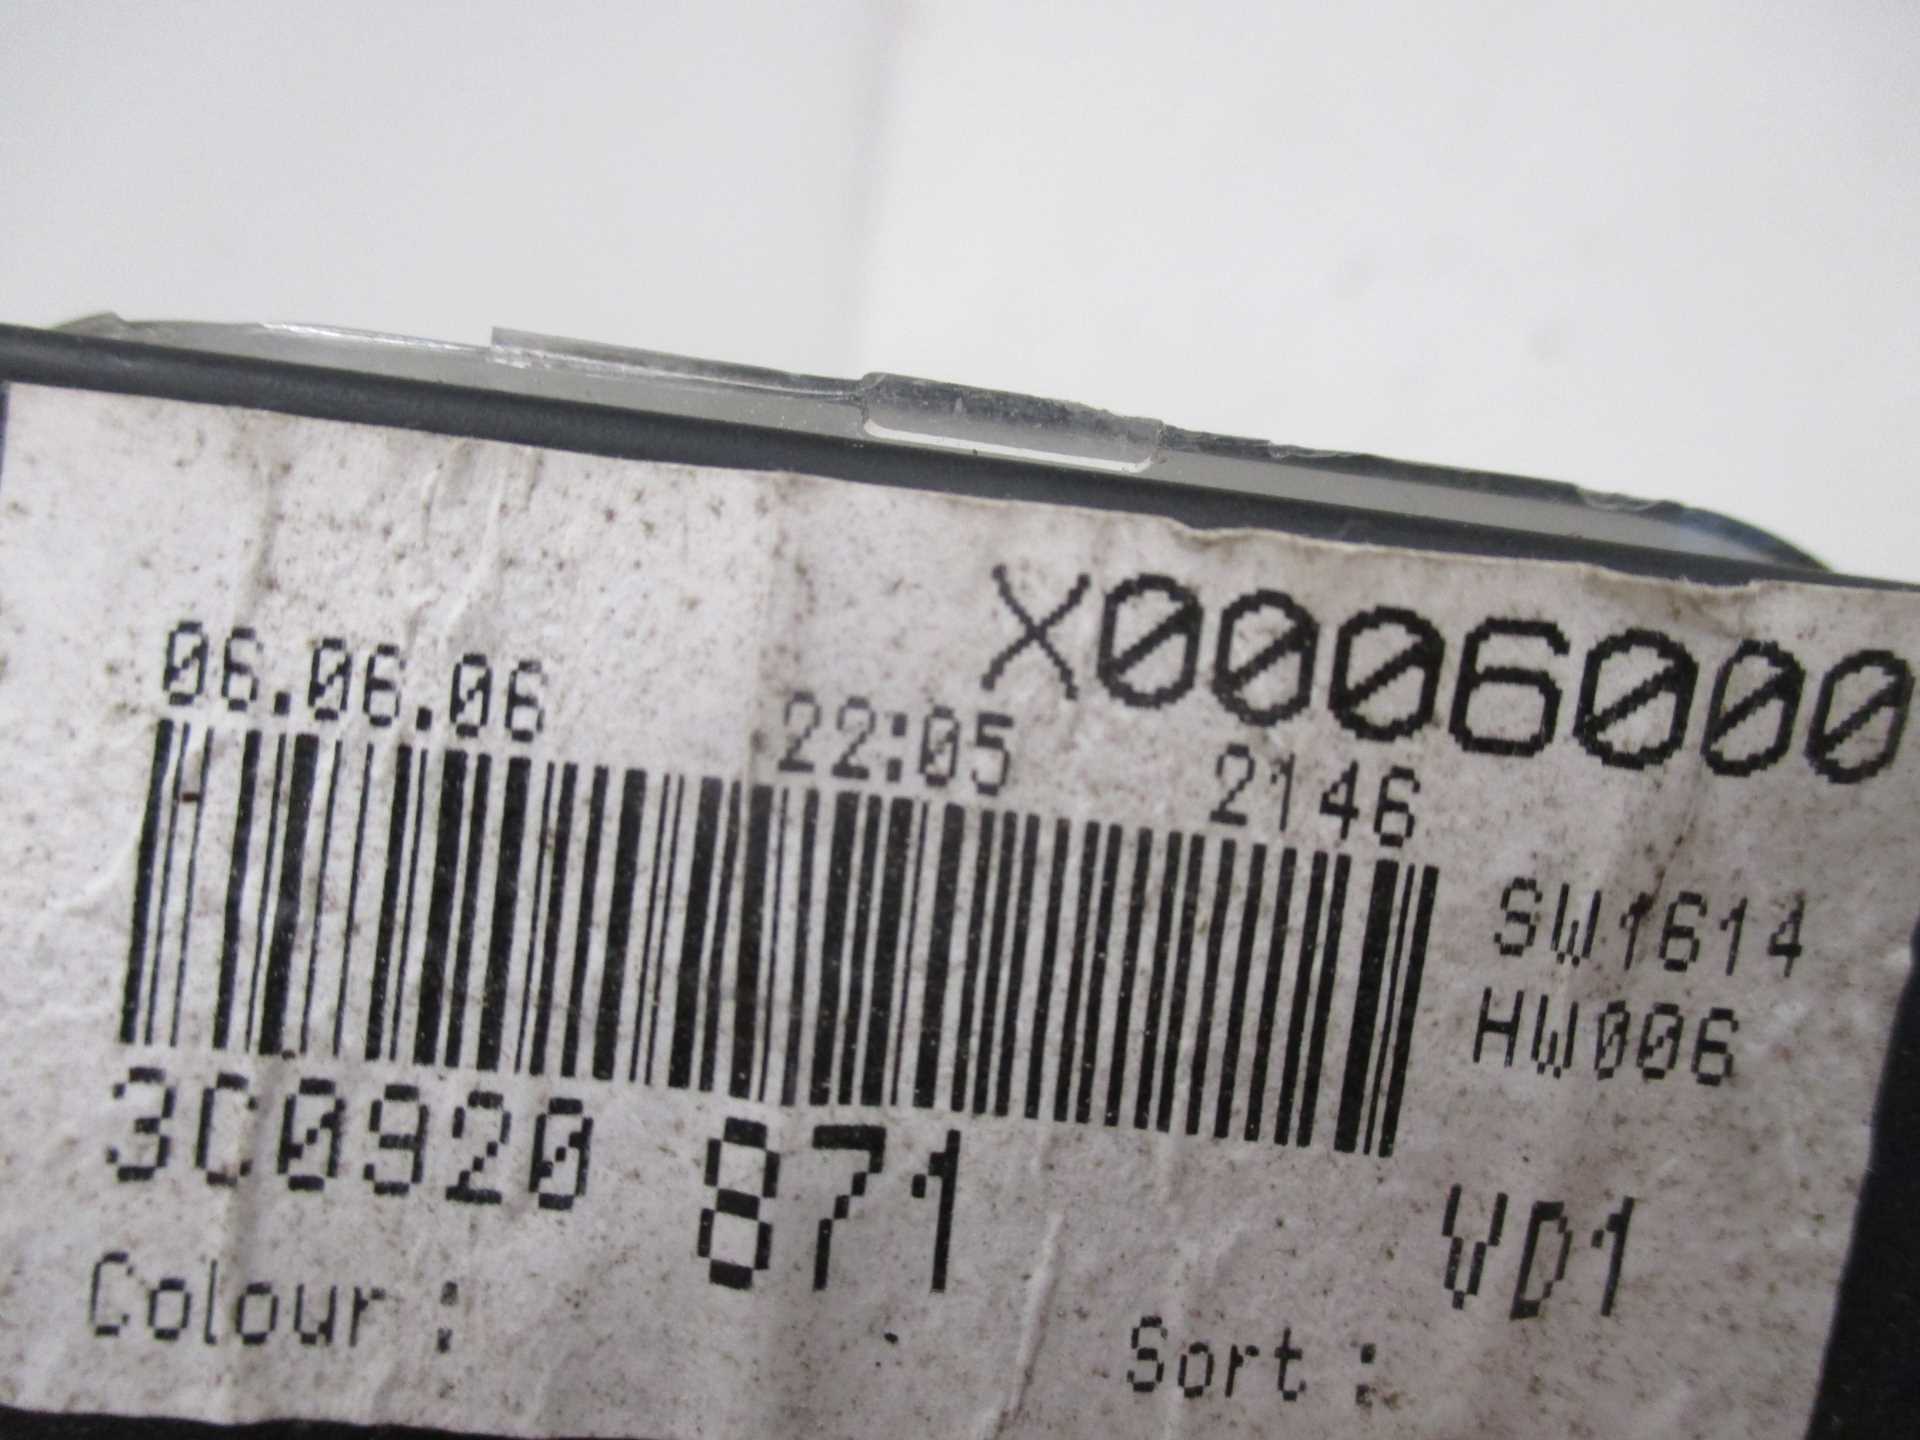 X0006000
06.06.06 22:05 2146
SW1614
HW006
3C0920 871 VD1
Colour: Sort: